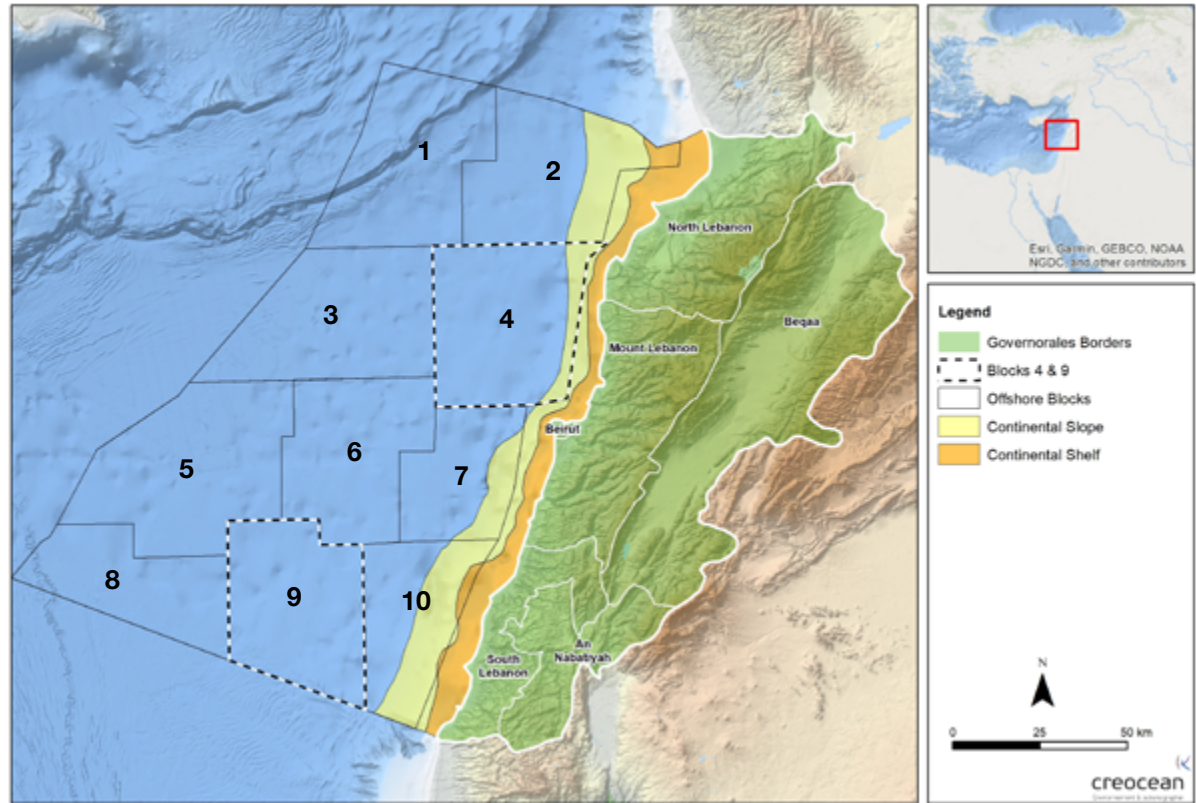 1
2
North Lebanon
3
4
Beqaa
Mount Lebanon
Beirut
5
6
7
8
9
10
An
Nabatiyah
South
Lebanon
Esri, Garmin, GEBCO, NOAA
NGDC, and other contributors
Legend
Governorales Borders
Blocks 4 & 9
Offshore Blocks
Continental Slope
Continental Shelf
N
0 25 50 km
creocean